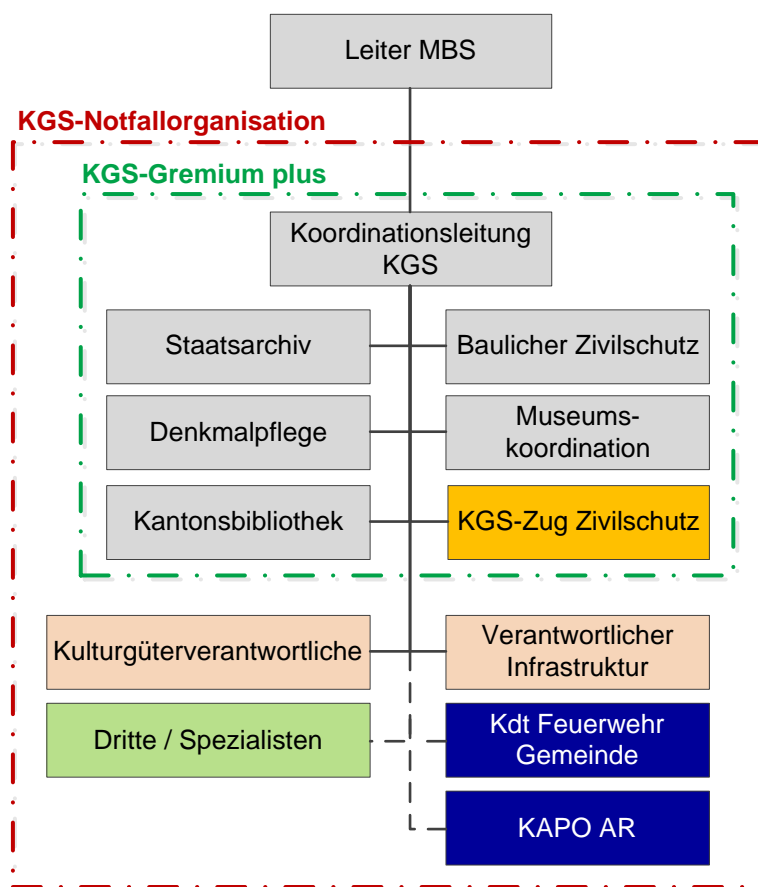 Leiter MBS
KGS-Notfallorganisation
KGS-Gremium plus
Koordinationsleitung
KGS
Staatsarchiv
Baulicher Zivilschutz
Denkmalpflege
Museums-
koordination
Kantonsbibliothek
KGS-Zug Zivilschutz
Kulturgüterverantwortliche
Verantwortlicher
Infrastruktur
Dritte / Spezialisten
Kdt Feuerwehr
Gemeinde
KAPO AR